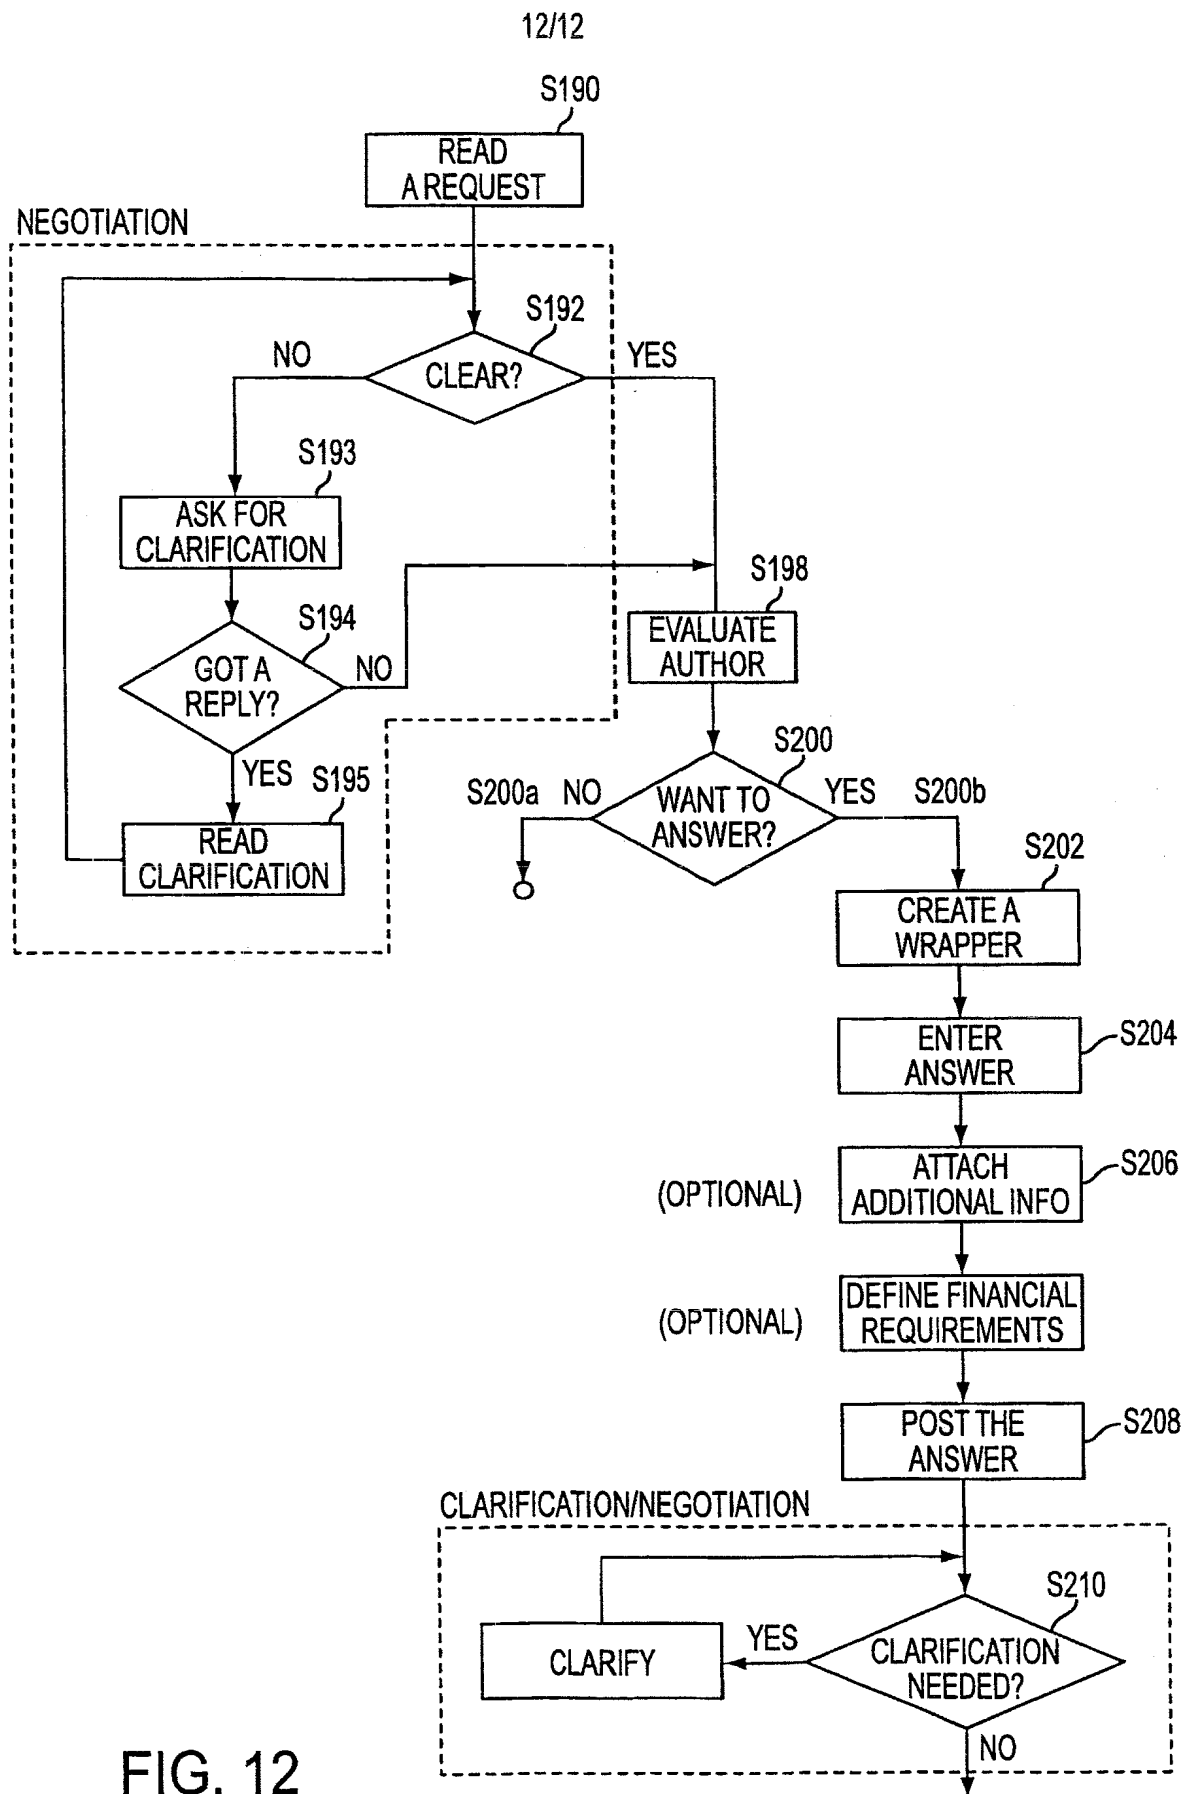 12/12
S190
READ
A REQUEST
NEGOTIATION
S192
NO
CLEAR?
YES
S193
ASK FOR
CLARIFICATION
S194
GOT A
REPLY?
NO
YES
S195
READ
CLARIFICATION
S198
EVALUATE
AUTHOR
S200
S200a
NO
WANT TO
ANSWER?
YES
S200b
S202
CREATE A
WRAPPER
ENTER
ANSWER
S204
(OPTIONAL)
ATTACH
ADDITIONAL INFO
S206
(OPTIONAL)
DEFINE FINANCIAL
REQUIREMENTS
POST THE
ANSWER
S208
CLARIFICATION/NEGOTIATION
S210
CLARIFY
YES
CLARIFICATION
NEEDED?
NO
FIG. 12